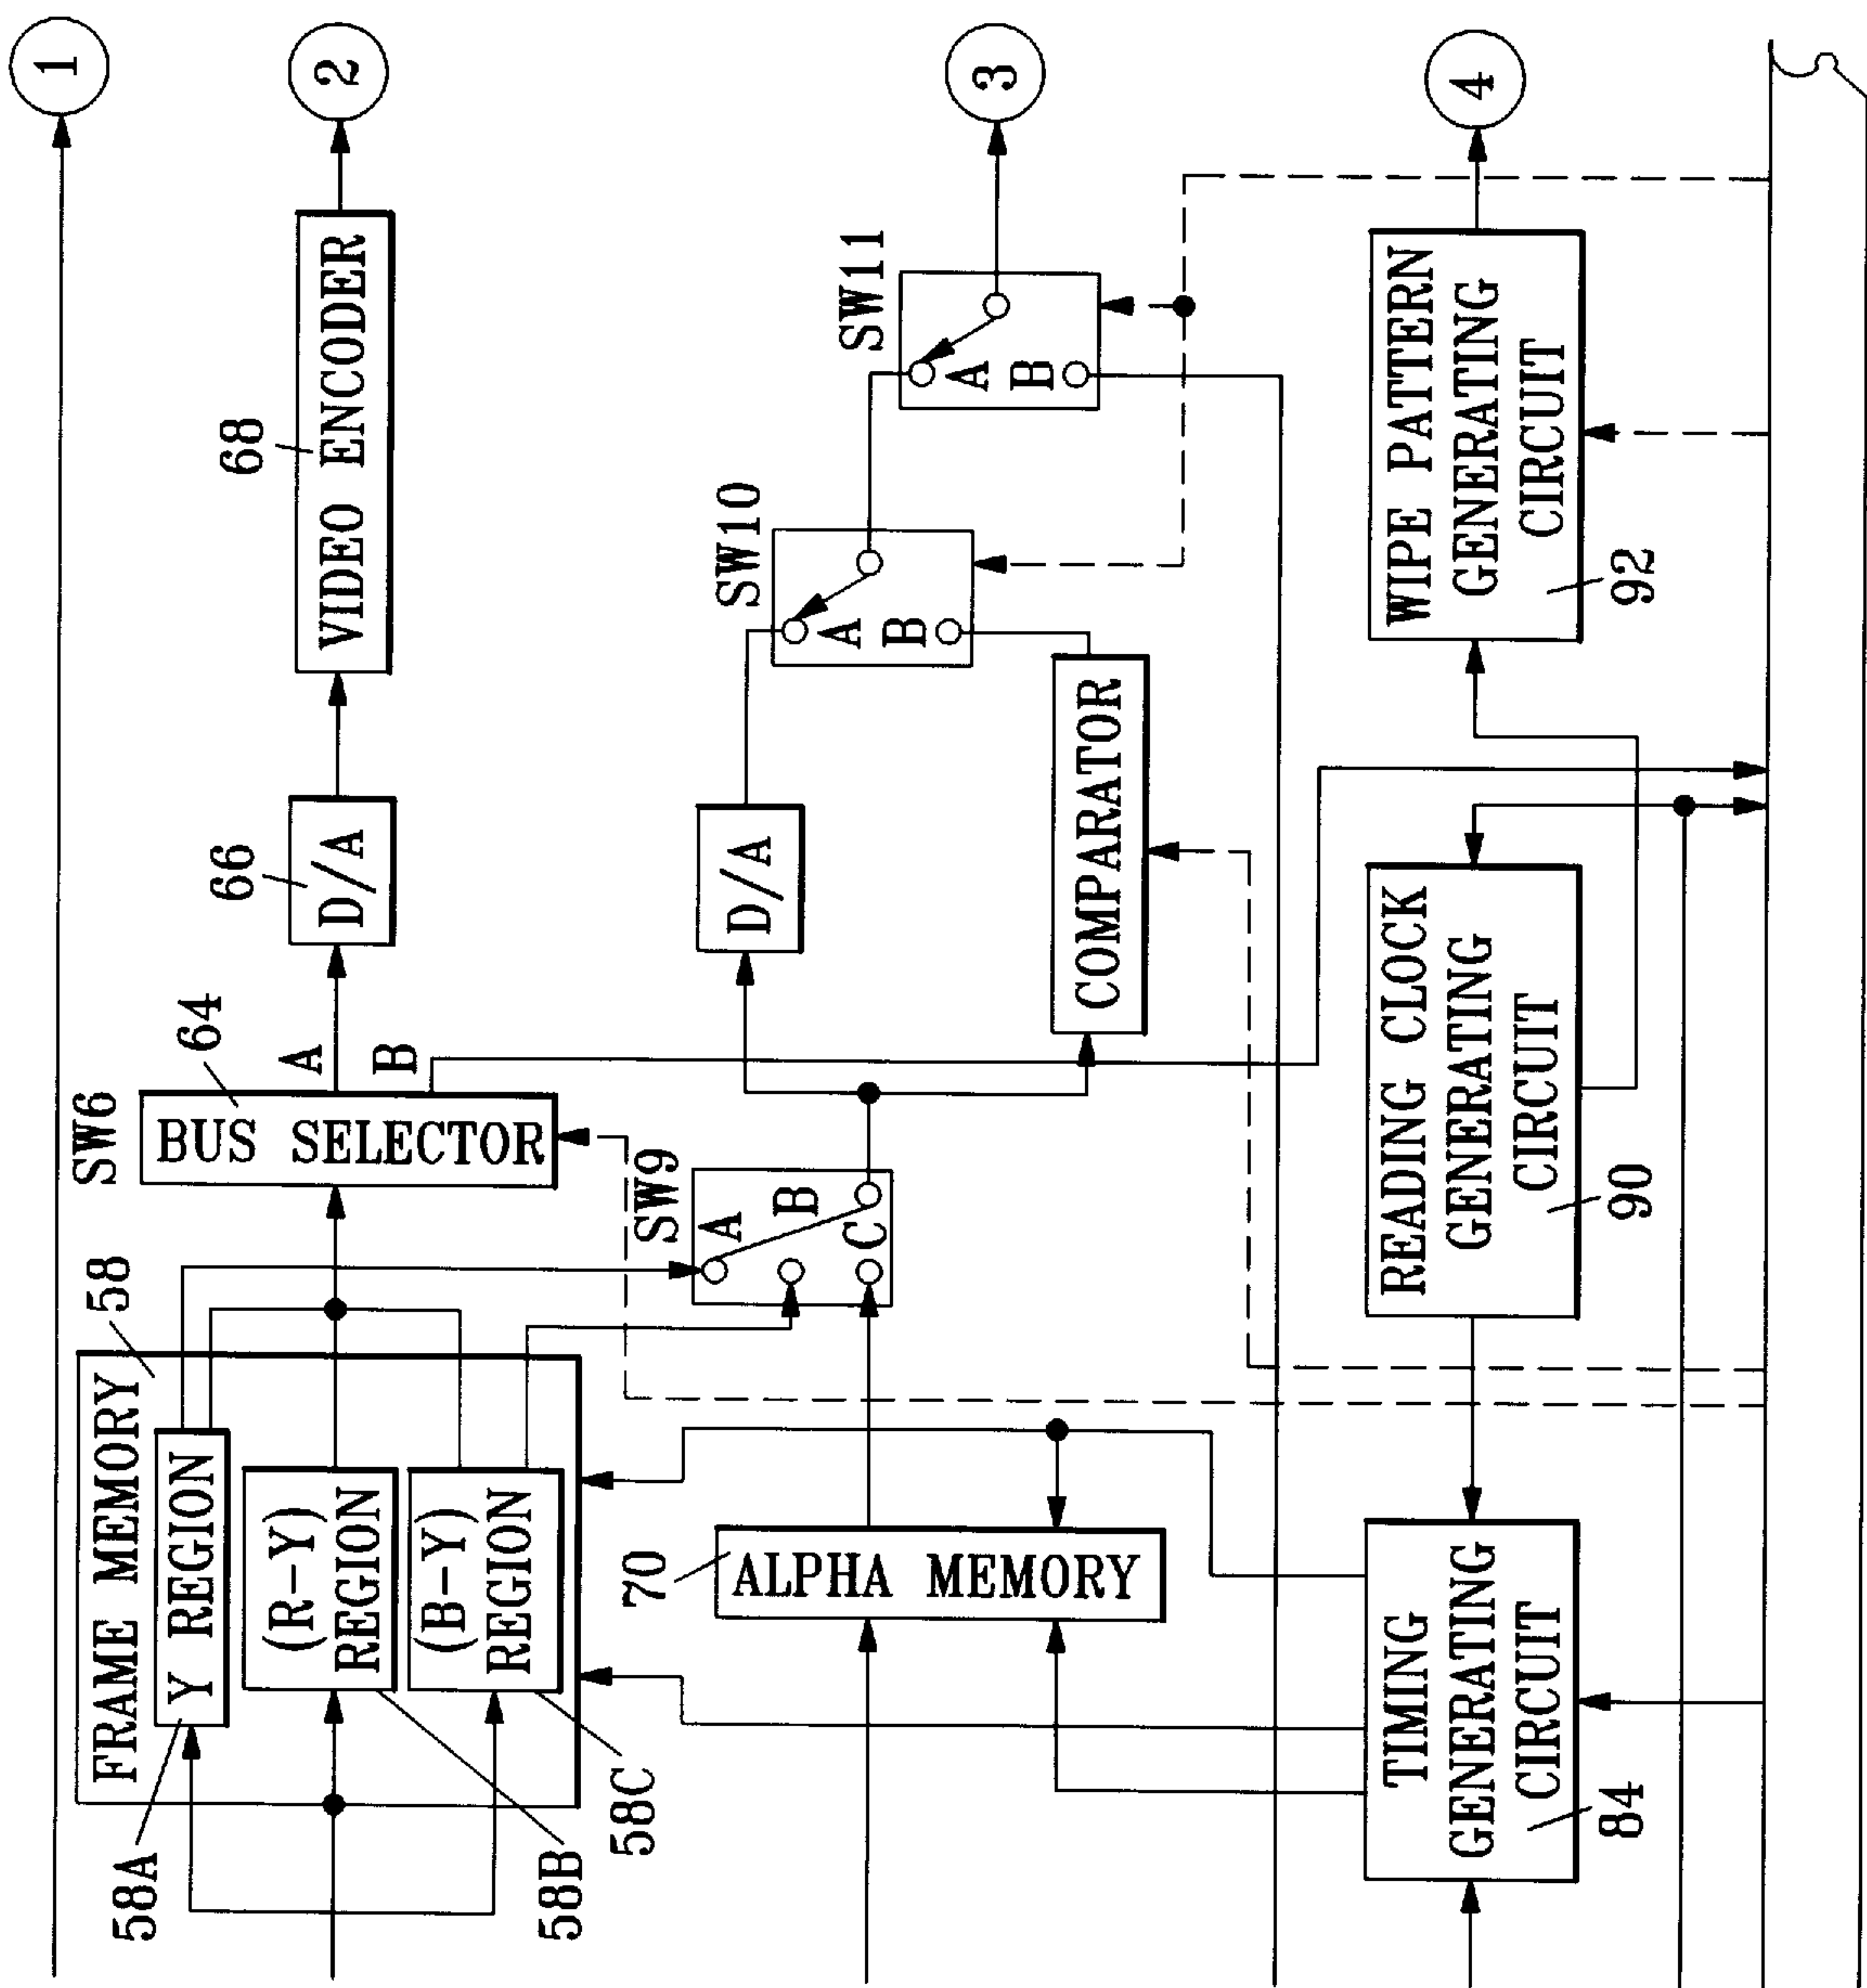 1
2
3
4
68
VIDEO ENCODER
66
D/A
64
A
B
SW6
BUS SELECTOR
58
FRAME MEMORY
Y REGION
(R-Y)
REGION
(B-Y)
REGION
58A
58B
58C
SW9
A
B
C
70
ALPHA MEMORY
D/A
COMPARATOR
SW10
A
B
SW11
A
B
WIPE PATTERN
GENERATING
CIRCUIT
92
READING CLOCK
GENERATING
CIRCUIT
90
TIMING
GENERATING
CIRCUIT
84